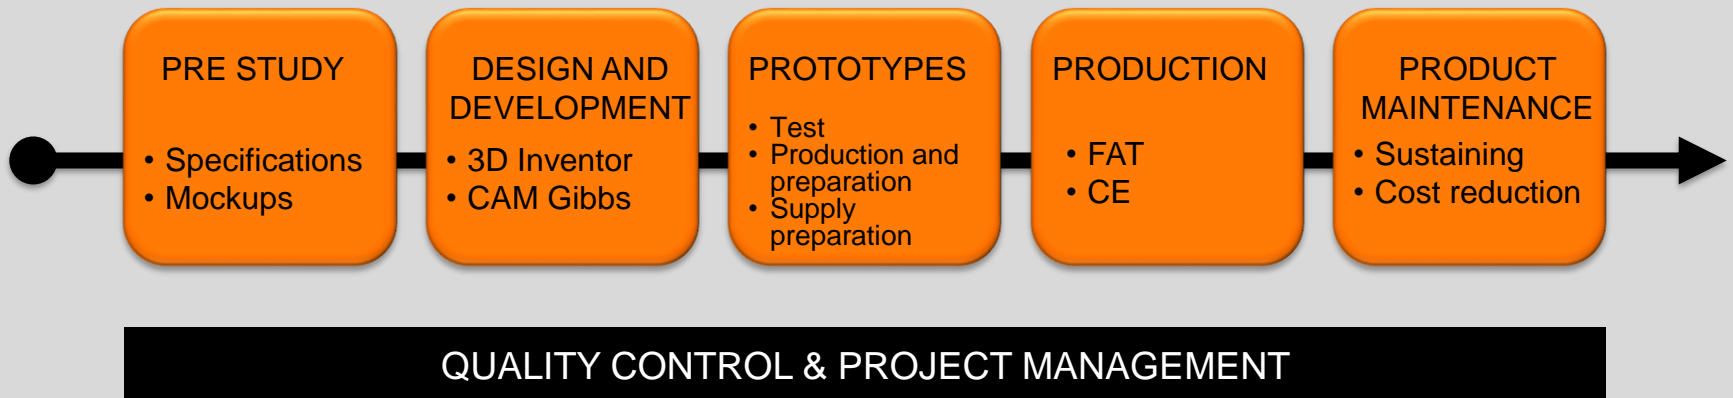 PRE STUDY
• Specifications
• Mockups
DESIGN AND
DEVELOPMENT
• 3D Inventor
• CAM Gibbs
PROTOTYPES
• Test
• Production and
preparation
• Supply
preparation
PRODUCTION
• FAT
• CE
PRODUCT
MAINTENANCE
• Sustaining
• Cost reduction
QUALITY CONTROL & PROJECT MANAGEMENT